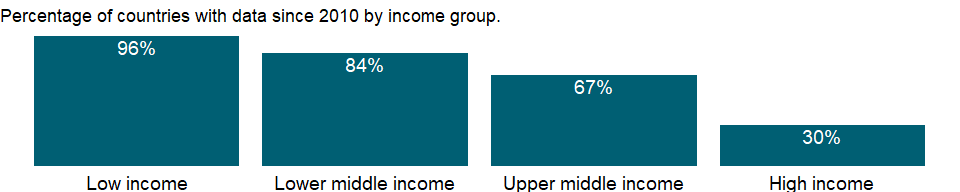 Percentage of countries with data since 2010 by income group.
96%
84%
67%
30%
Low income
Lower middle income
Upper middle income
High income